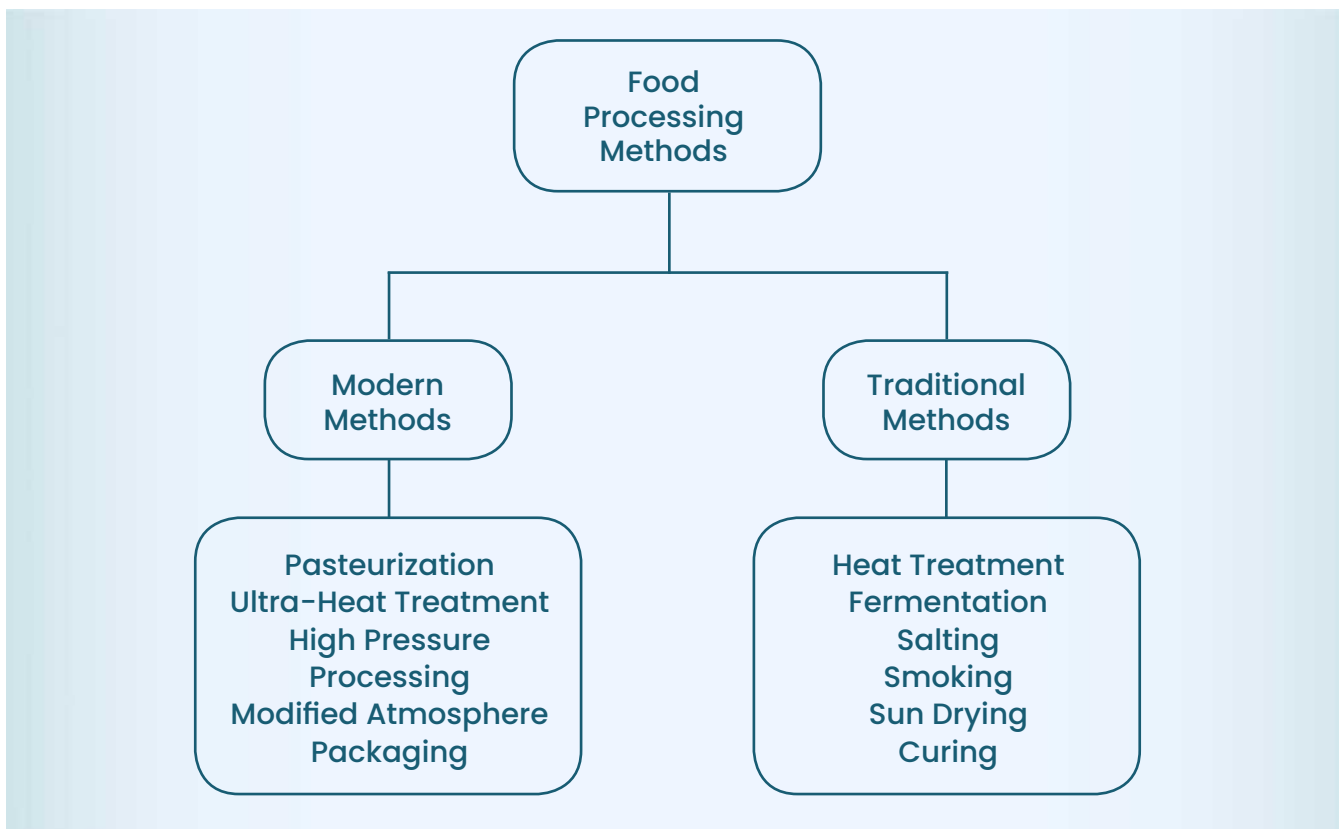 Food
Processing
Methods
Modern
Methods
Traditional
Methods
Pasteurization
Ultra-Heat Treatment
High Pressure
Processing
Modified Atmosphere
Packaging
Heat Treatment
Fermentation
Salting
Smoking
Sun Drying
Curing